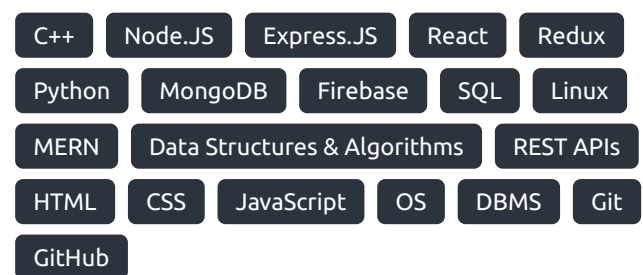 C++ Node.JS Express.JS React Redux
Python MongoDB Firebase SQL Linux
MERN Data Structures & Algorithms REST APIs
HTML CSS JavaScript OS DBMS Git
GitHub